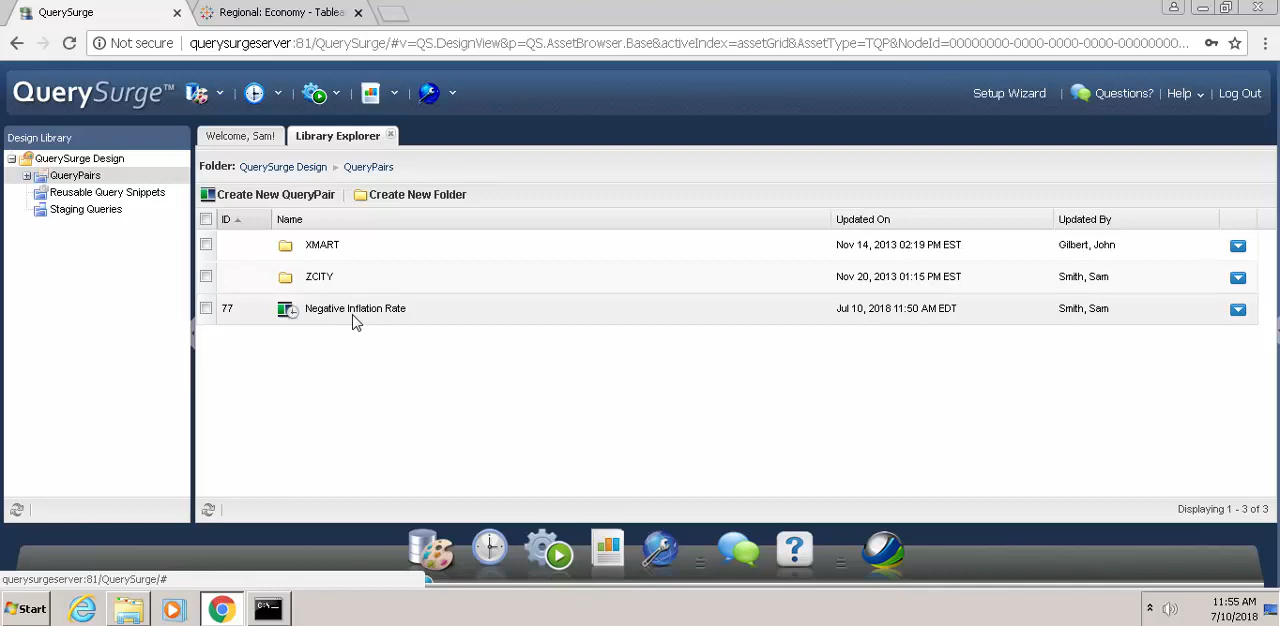 QuerySurge
Regional: Economy - Tablea
Not secure
querysurgeserver:81/QuerySurge/#v=QS.DesignView&p=QS.AssetBrowser.Base&activeIndex=assetGrid&AssetType=TQP&NodeId=00000000-0000-0000-0000-00000000...
QuerySurge™
Setup Wizard
Questions?
Help
Log Out
Design Library
Welcome, Sam!
Library Explorer
QuerySurge Design
QueryPairs
Reusable Query Snippets
Staging Queries
Folder: QuerySurge Design QueryPairs
Create New QueryPair
Create New Folder
ID Name Updated On Updated By
XMART Nov 14, 2013 02:19 PM EST Gilbert, John
ZCITY Nov 20, 2013 01:15 PM EST Smith, Sam
77 Negative Inflation Rate Jul 10, 2018 11:50 AM EDT Smith, Sam
Displaying 1 - 3 of 3
querysurgeserver:81/QuerySurge/#
Start
11:55 AM
7/10/2018